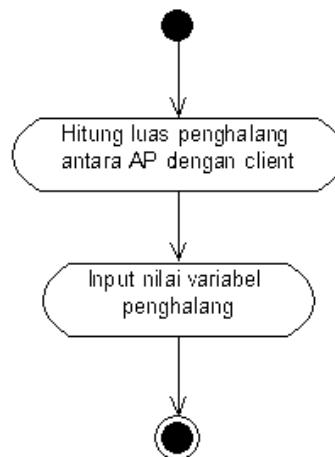 Hitung luas penghalang
antara AP dengan client
Input nilai variabel
penghalang